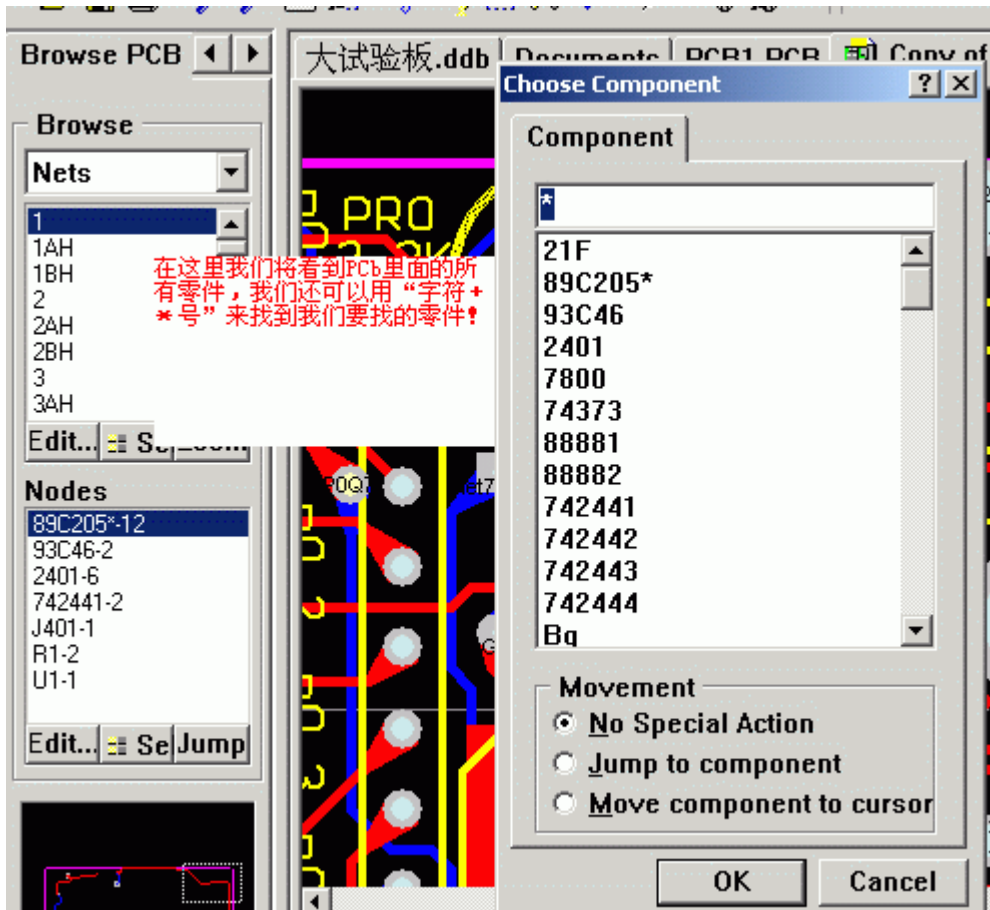 Browse PCB
大试验板.ddb
Documents
PCB1.PCB
Copy of
Choose Component
Component
*
21F
89C205*
93C46
2401
7800
74373
88881
88882
742441
742442
742443
742444
Bq
Movement
No Special Action
Jump to component
Move component to cursor
OK
Cancel
Browse
Nets
1
1AH
1BH
2
2AH
2BH
3
3AH
Edit...
在这里我们将看到PCb里面的所
有零件，我们还可以用“字符+
*号”来找到我们要找的零件！
Nodes
89C205*-12
93C46-2
2401-6
742441-2
J401-1
R1-2
U1-1
Edit...
Se
Jump
PRO